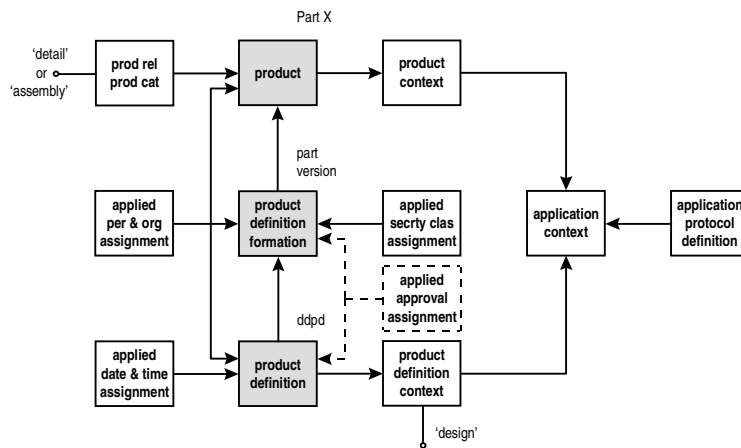 Part X
'detail'
or
'assembly'
prod rel
prod cat
product
product
context
part
version
applied
per & org
assignment
product
definition
formation
applied
secrty clas
assignment
application
context
application
protocol
definition
applied
approval
assignment
ddpd
applied
date & time
assignment
product
definition
product
definition
context
'design'